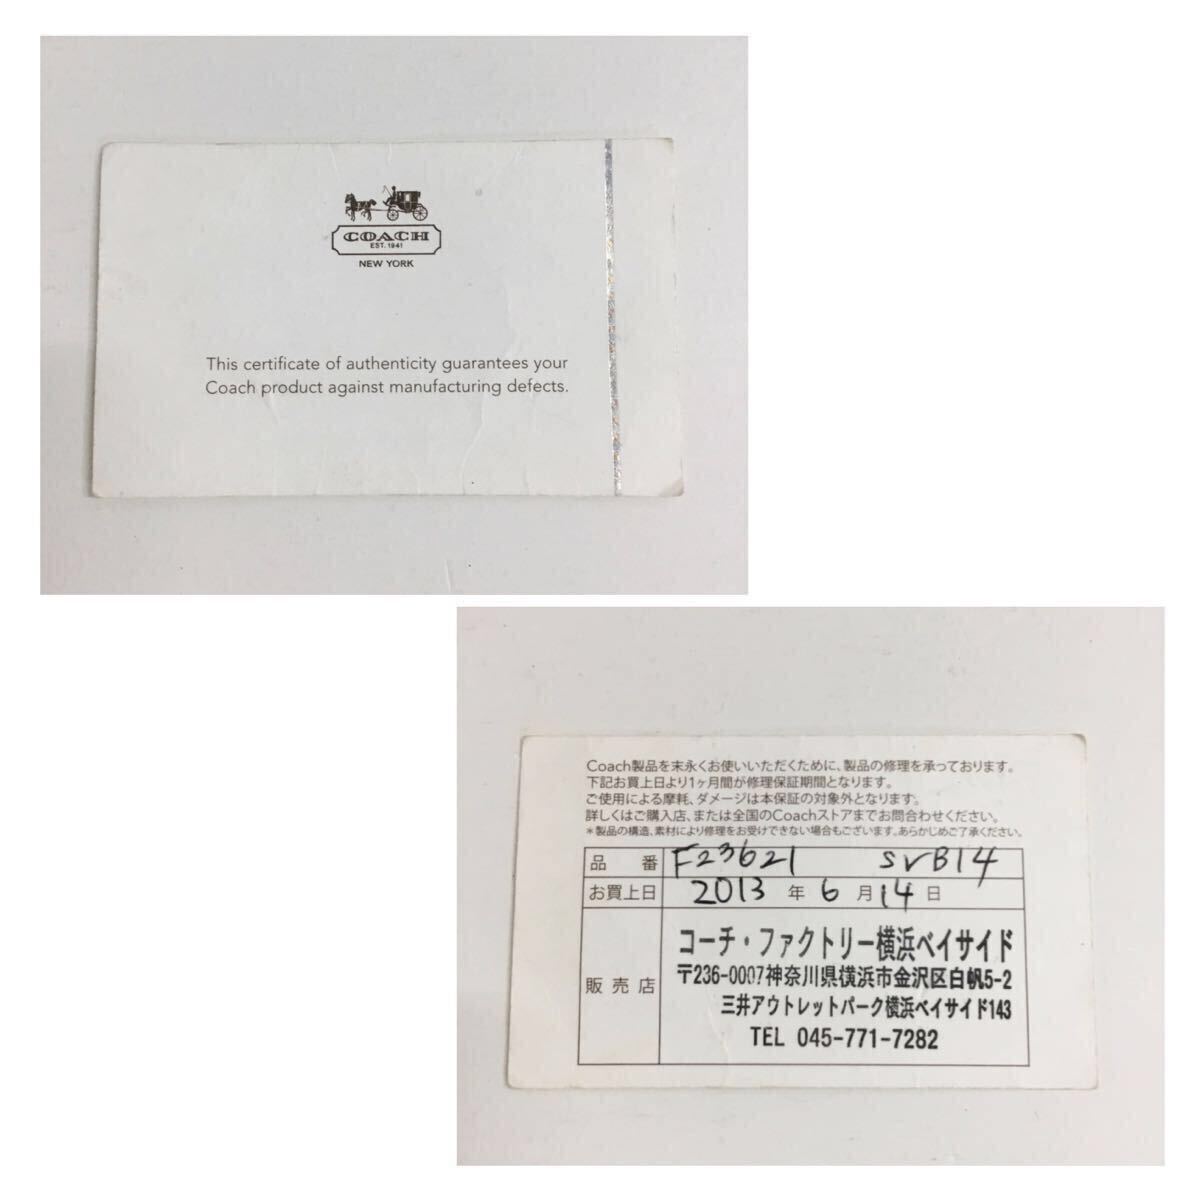 COACH
EST. 1941
NEW YORK
This certificate of authenticity guarantees your
Coach product against manufacturing defects.
Coach製品を末永くお使いいただくために、製品の修理を承っております。
下記お買上日より1ヶ月間が修理保証期間となります。
ご使用による摩耗、ダメージは本保証の対象外となります。
詳しくはご購入店、または全国のCoachストアまでお問合わせください。
*製品の構造、素材により修理をお受けできない場合もございます。あらかじめご了承ください。
品 番 F23621 SVB14
お買上日 2013 年 6 月 14 日
販売店
コーチ・ファクトリー横浜ベイサイド
〒236-0007神奈川県横浜市金沢区白帆5-2
三井アウトレットパーク横浜ベイサイド143
TEL 045-771-7282